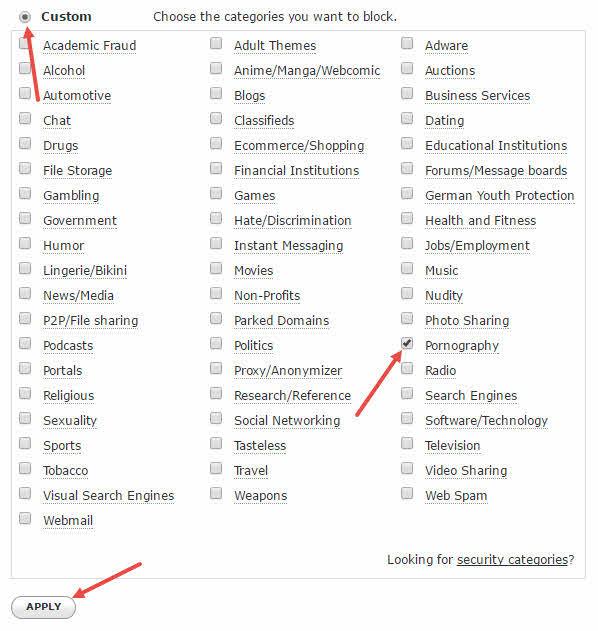 Custom Choose the categories you want to block.
Academic Fraud Adult Themes Adware
Alcohol Anime/Manga/Webcomic Auctions
Automotive Blogs Business Services
Chat Classifieds Dating
Drugs Ecommerce/Shopping Educational Institutions
File Storage Financial Institutions Forums/Message boards
Gambling Games German Youth Protection
Government Hate/Discrimination Health and Fitness
Humor Instant Messaging Jobs/Employment
Lingerie/Bikini Movies Music
News/Media Non-Profits Nudity
P2P/File sharing Parked Domains Photo Sharing
Podcasts Politics Pornography
Portals Proxy/Anonymizer Radio
Religious Research/Reference Search Engines
Sexuality Social Networking Software/Technology
Sports Tasteless Television
Tobacco Travel Video Sharing
Visual Search Engines Weapons Web Spam
Webmail
Looking for security categories?
APPLY